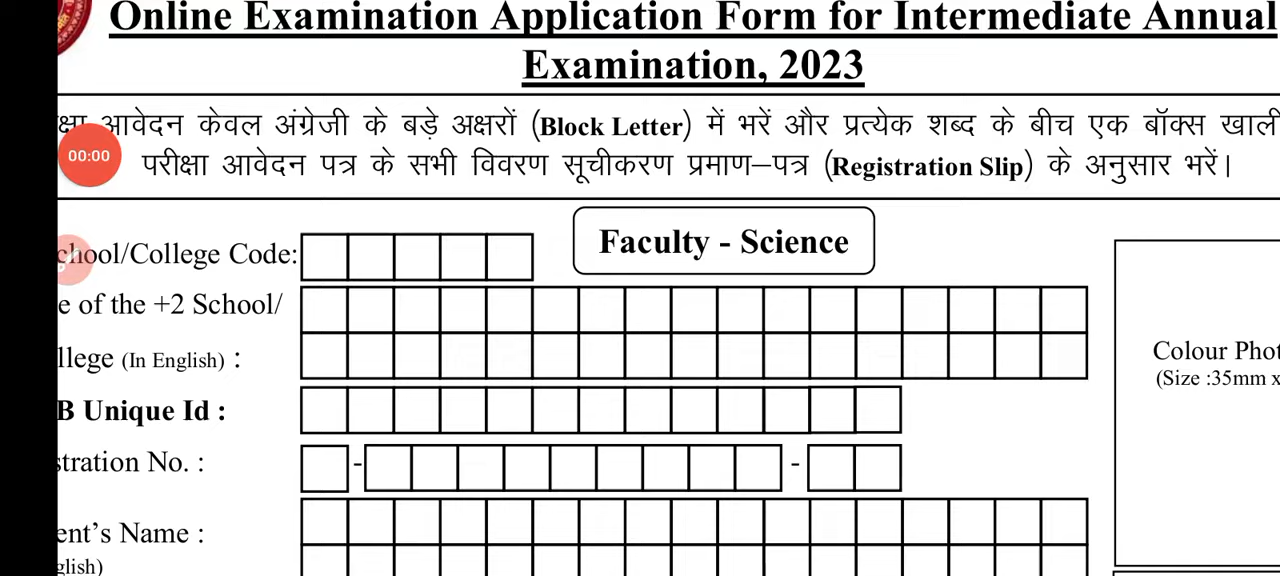 Online Examination Application Form for Intermediate Annual
Examination, 2023
आवेदन केवल अंग्रेजी के बड़े अक्षरों (Block Letter) में भरें और प्रत्येक शब्द के बीच एक बॉक्स खाली
00:00
परीक्षा आवेदन पत्र के सभी विवरण सूचीकरण प्रमाण–पत्र (Registration Slip) के अनुसार भरें।
Faculty - Science
chool/College Code:
e of the +2 School/
llege (In English) :
Colour Phot
(Size :35mm x
B Unique Id :
stration No. :
- -
ent’s Name :
glish)